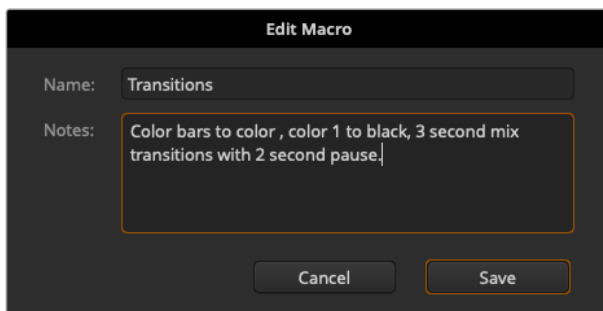 Edit Macro
Name: Transitions
Notes: Color bars to color , color 1 to black, 3 second mix
transitions with 2 second pause.
Cancel Save